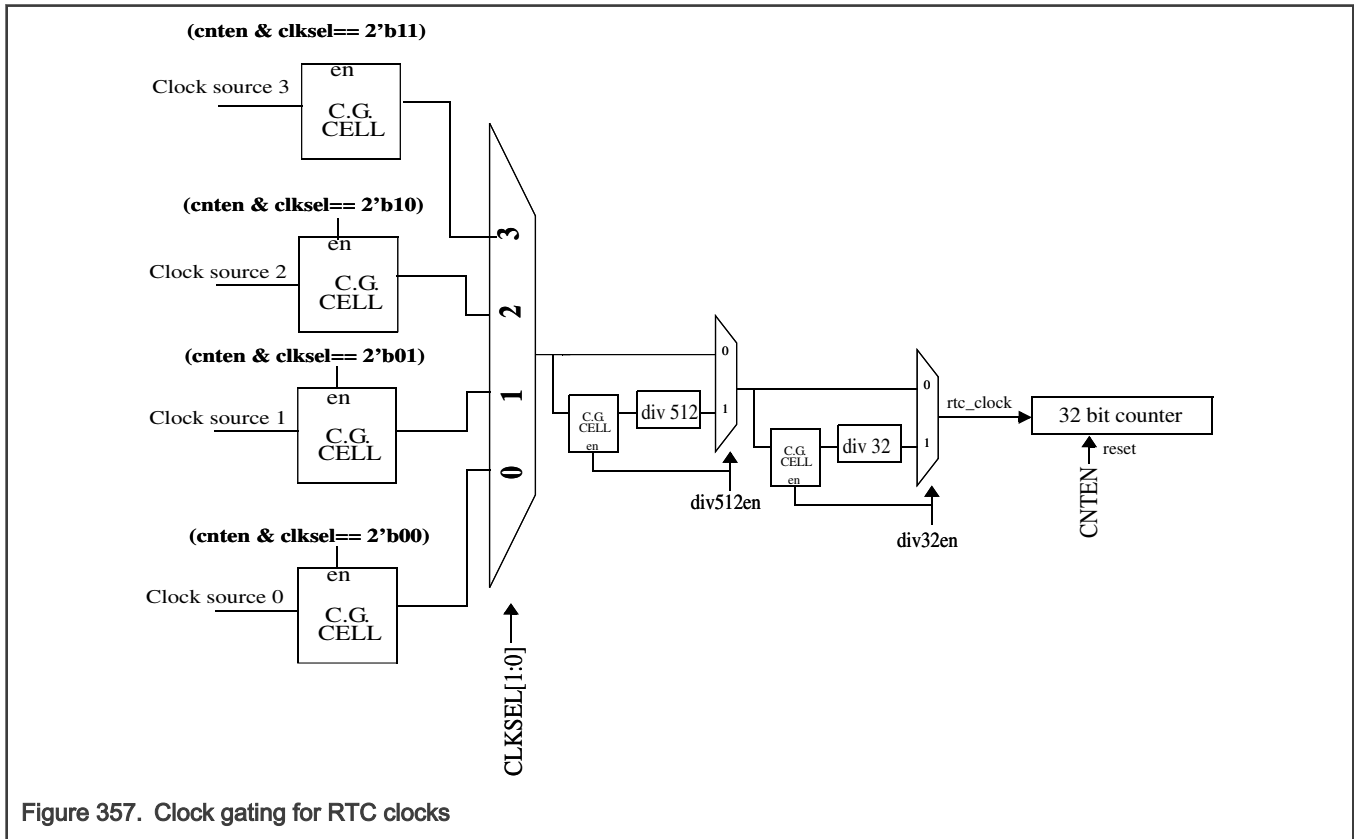 (cnten & clksel== 2’b11)
en
Clock source 3
C.G.
CELL
(cnten & clksel== 2’b10)
en
Clock source 2
C.G.
CELL
(cnten & clksel== 2’b01)
en
Clock source 1
C.G.
CELL
(cnten & clksel== 2’b00)
en
Clock source 0
C.G.
CELL
3
2
1
0
CLKSEL[1:0]
C.G.
CELL
en
div 512
0
1
div512en
C.G.
CELL
en
div 32
0
1
div32en
rtc_clock
32 bit counter
reset
CNTEN
Figure 357. Clock gating for RTC clocks